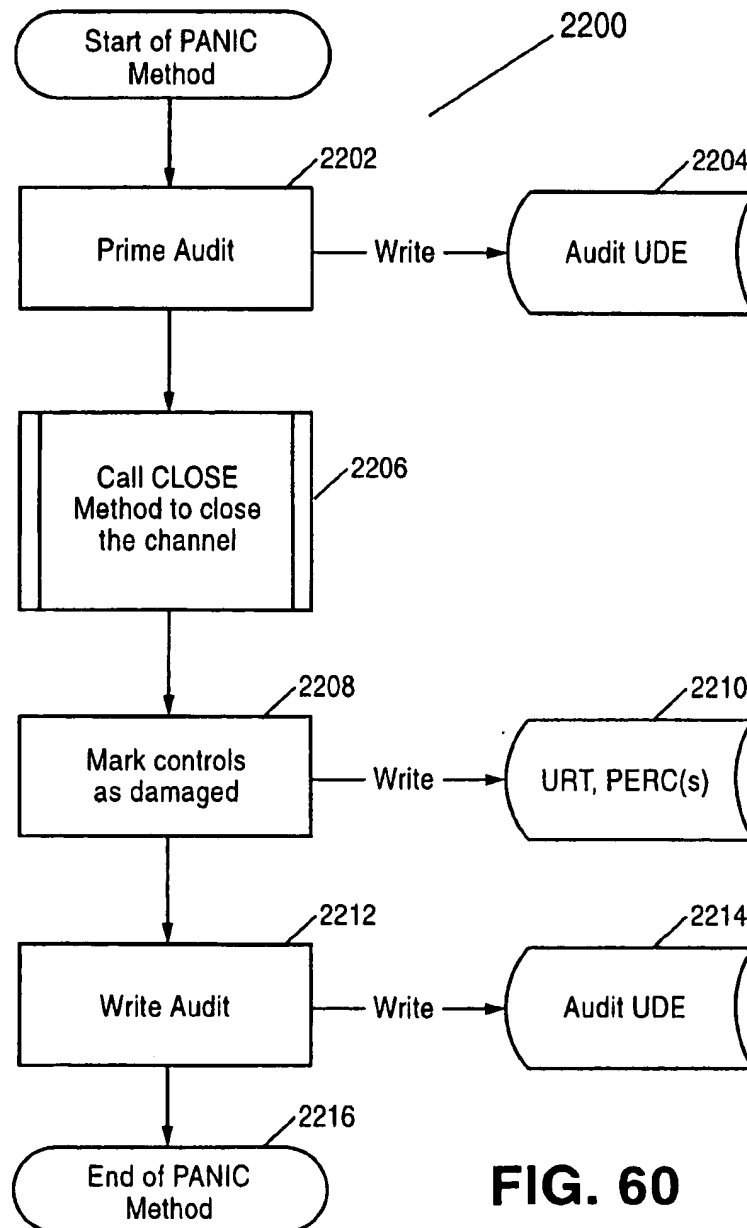 Start of PANIC
Method
2200
2202
Prime Audit
Write
2204
Audit UDE
Call CLOSE
Method to close
the channel
2206
2208
Mark controls
as damaged
Write
2210
URT, PERC(s)
2212
Write Audit
Write
2214
Audit UDE
2216
End of PANIC
Method
FIG. 60